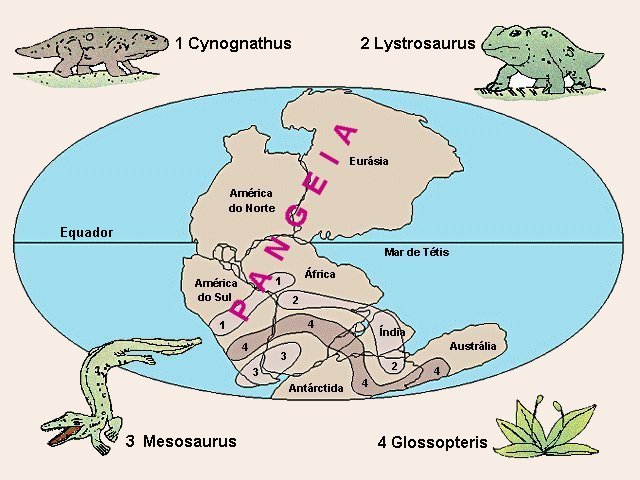 1 Cynognathus
2 Lystrosaurus
PANGEIA
Eurásia
América
do Norte
Equador
Mar de Tétis
América
do Sul
África
1
2
1
4
4
3
3
Índia
2
Austrália
4
4
Antárctida
3 Mesosaurus
4 Glossopteris